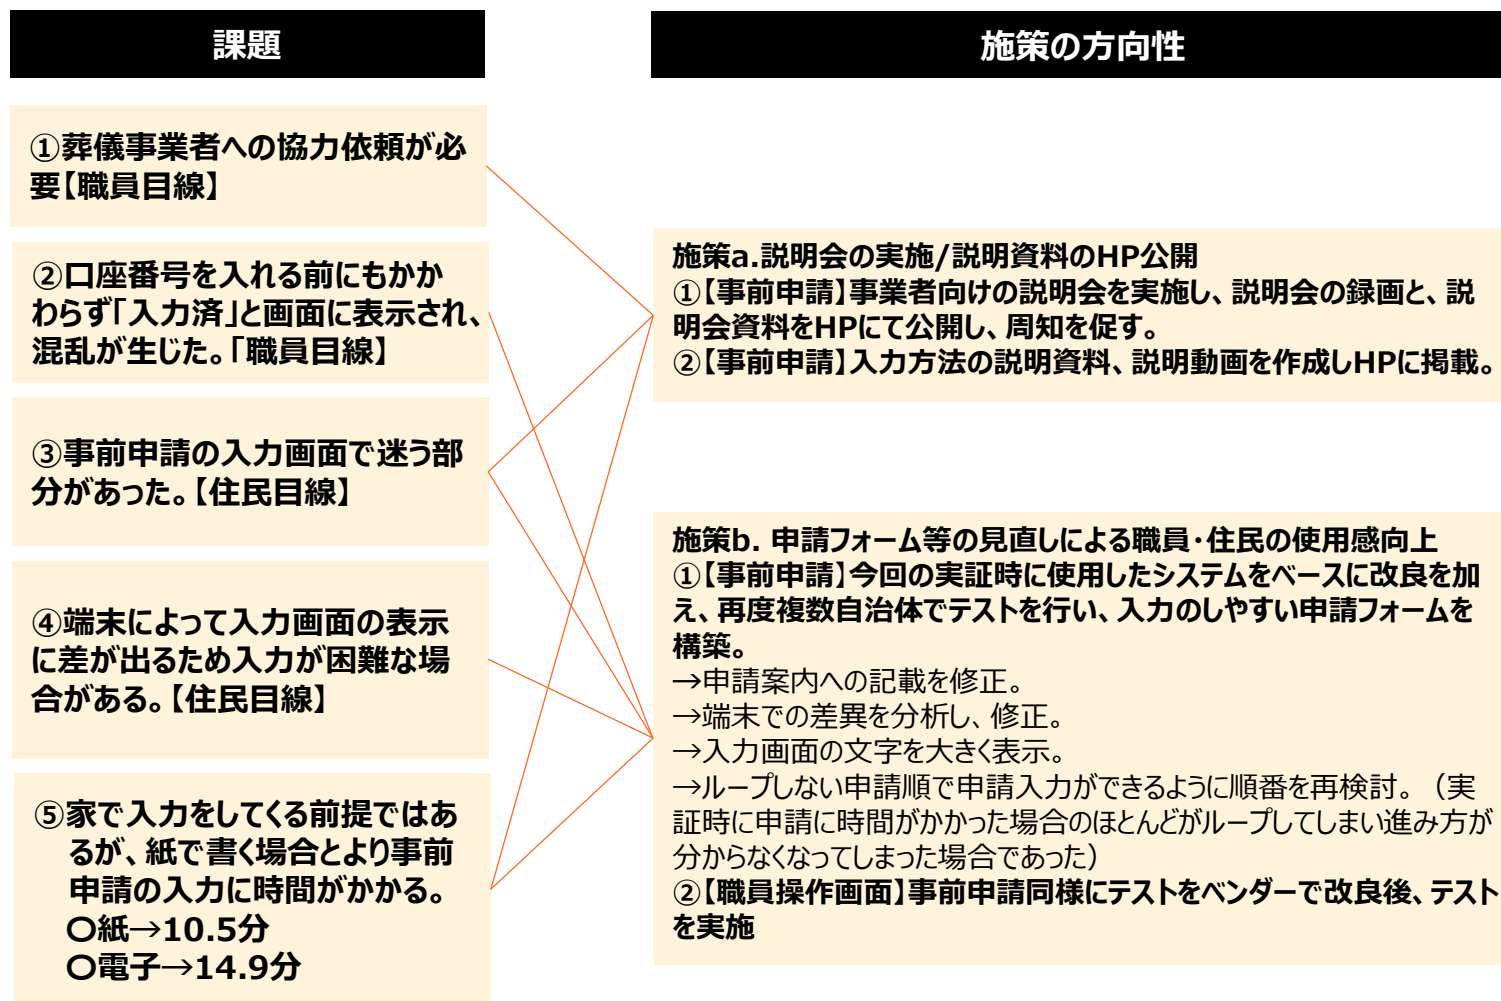 課題
①葬儀事業者への協力依頼が必
要【職員目線】
②口座番号を入れる前にもかか
わらず「入力済」と画面に表示され、
混乱が生じた。「職員目線】
③事前申請の入力画面で迷う部
分があった。【住民目線】
④端末によって入力画面の表示
に差が出るため入力が困難な場
合がある。【住民目線】
⑤家で入力をしてくる前提ではあ
るが、紙で書く場合とより事前
申請の入力に時間がかかる。
〇紙→10.5分
〇電子→14.9分
施策の方向性
施策a.説明会の実施/説明資料のHP公開
①【事前申請】事業者向けの説明会を実施し、説明会の録画と、説
明会資料をHPにて公開し、周知を促す。
②【事前申請】入力方法の説明資料、説明動画を作成しHPに掲載。
施策b. 申請フォーム等の見直しによる職員・住民の使用感向上
①【事前申請】今回の実証時に使用したシステムをベースに改良を加
え、再度複数自治体でテストを行い、入力のしやすい申請フォームを
構築。
→申請案内への記載を修正。
→端末での差異を分析し、修正。
→入力画面の文字を大きく表示。
→ループしない申請順で申請入力ができるように順番を再検討。（実
証時に申請に時間がかかった場合のほとんどがループしてしまい進み方が
分からなくなってしまった場合であった）
②【職員操作画面】事前申請同様にテストをベンダーで改良後、テスト
を実施